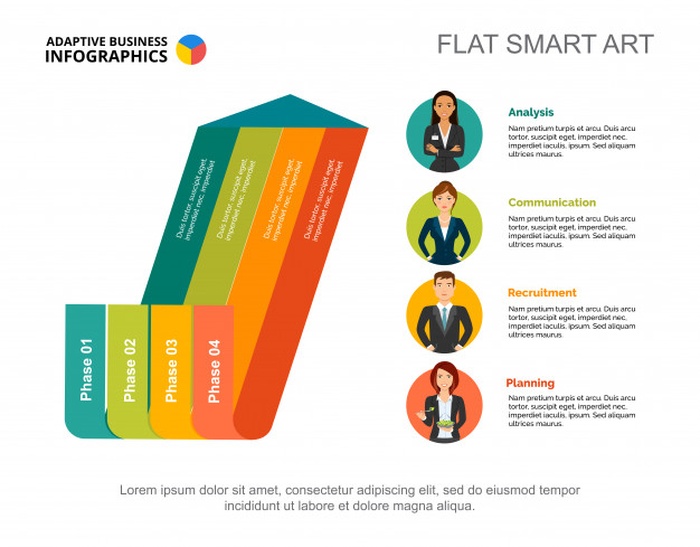 ADAPTIVE BUSINESS
INFOGRAPHICS
FLAT SMART ART
Duis tortor, suscipit eget,
imperdiet nec, imperdiet
Duis tortor, suscipit eget,
imperdiet nec, imperdiet
Duis tortor, suscipit eget,
imperdiet nec, imperdiet
Duis tortor, suscipit eget,
imperdiet nec, imperdiet
Phase 01
Phase 02
Phase 03
Phase 04
Analysis
Nam pretium turpis et arcu. Duis arcu
tortor, suscipit eget, imperdiet nec,
imperdiet iaculis, ipsum. Sed aliquam
ultrices mauris.
Communication
Nam pretium turpis et arcu. Duis arcu
tortor, suscipit eget, imperdiet nec,
imperdiet iaculis, ipsum. Sed aliquam
ultrices mauris.
Recruitment
Nam pretium turpis et arcu. Duis arcu
tortor, suscipit eget, imperdiet nec,
imperdiet iaculis, ipsum. Sed aliquam
ultrices mauris.
Planning
Nam pretium turpis et arcu. Duis arcu
tortor, suscipit eget, imperdiet nec,
imperdiet iaculis, ipsum. Sed aliquam
ultrices mauris.
Lorem ipsum dolor sit amet, consectetur adipiscing elit, sed do eiusmod tempor
incididunt ut labore et dolore magna aliqua.